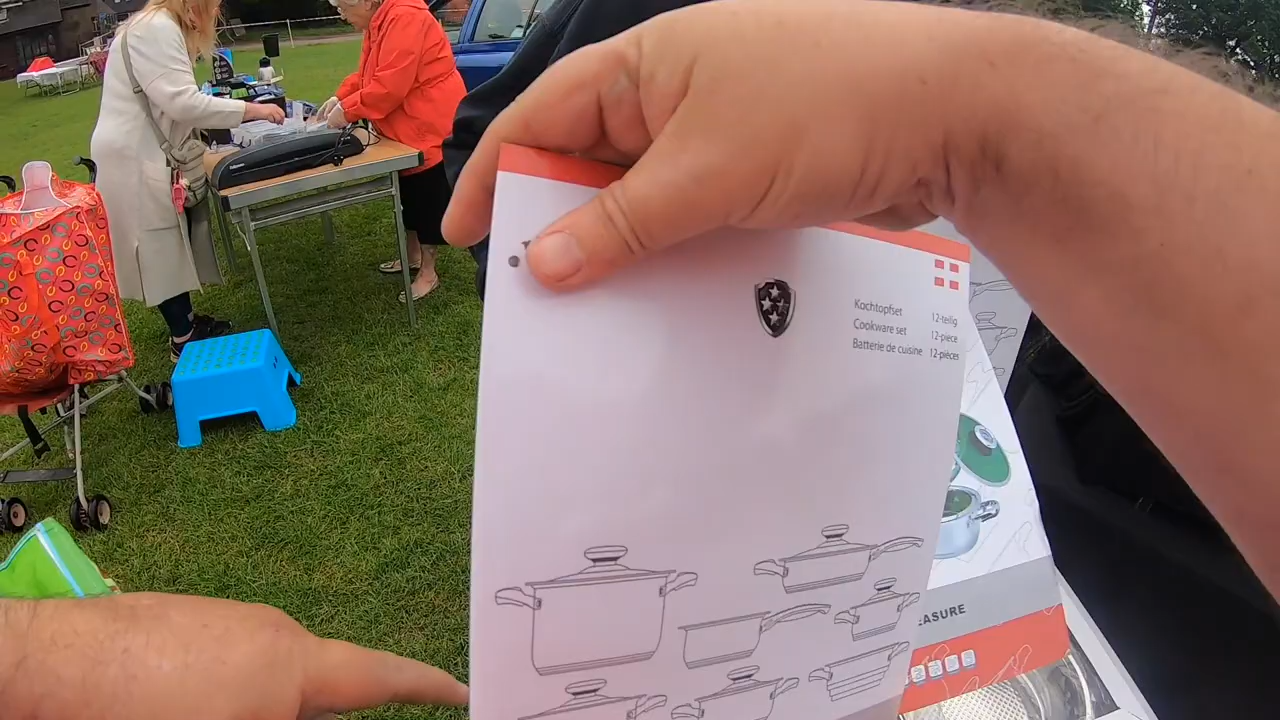 Kochtopfset 12-teilig
Cookware set 12-piece
Batterie de cuisine 12-pièces
EASURE